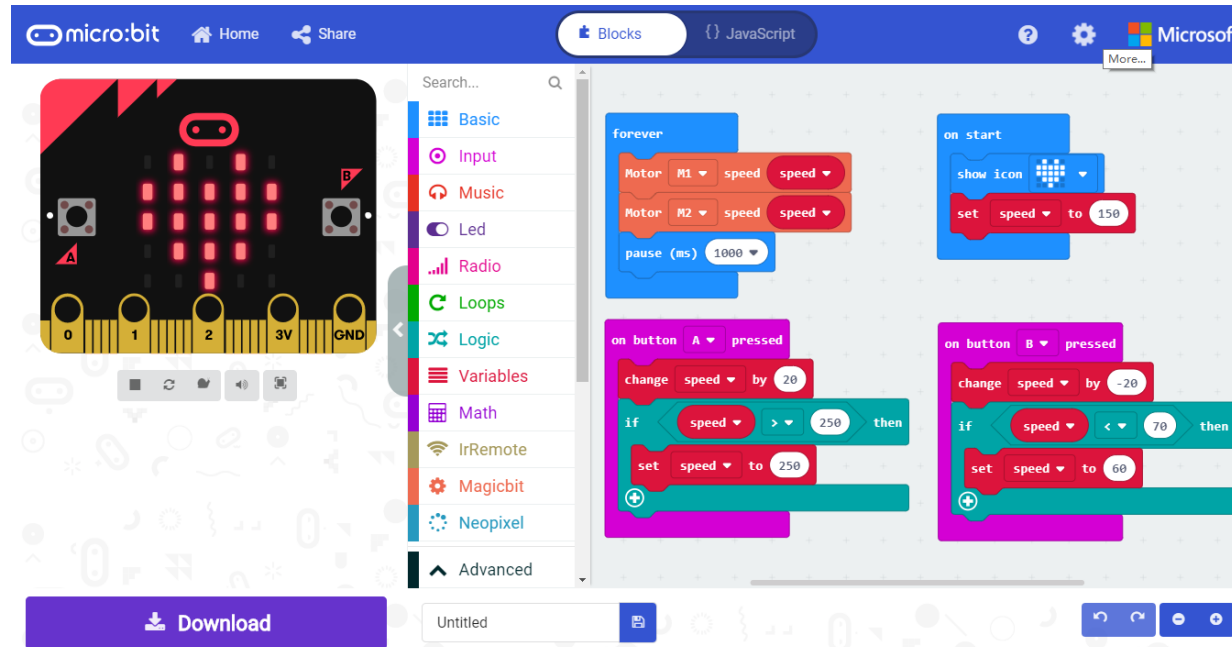 micro:bit Home Share Blocks {} JavaScript ? Microsof
More...
B
A
0 1 2 3V GND
Download
Search...
Basic
Input
Music
Led
Radio
Loops
Logic
Variables
Math
IrRemote
Magicbit
Neopixel
Advanced
forever
Motor M1 speed speed
Motor M2 speed speed
pause (ms) 1000
on start
show icon
set speed to 150
on button A pressed
change speed by 20
if speed > 250 then
set speed to 250
on button B pressed
change speed by -20
if speed < 70 then
set speed to 60
Untitled